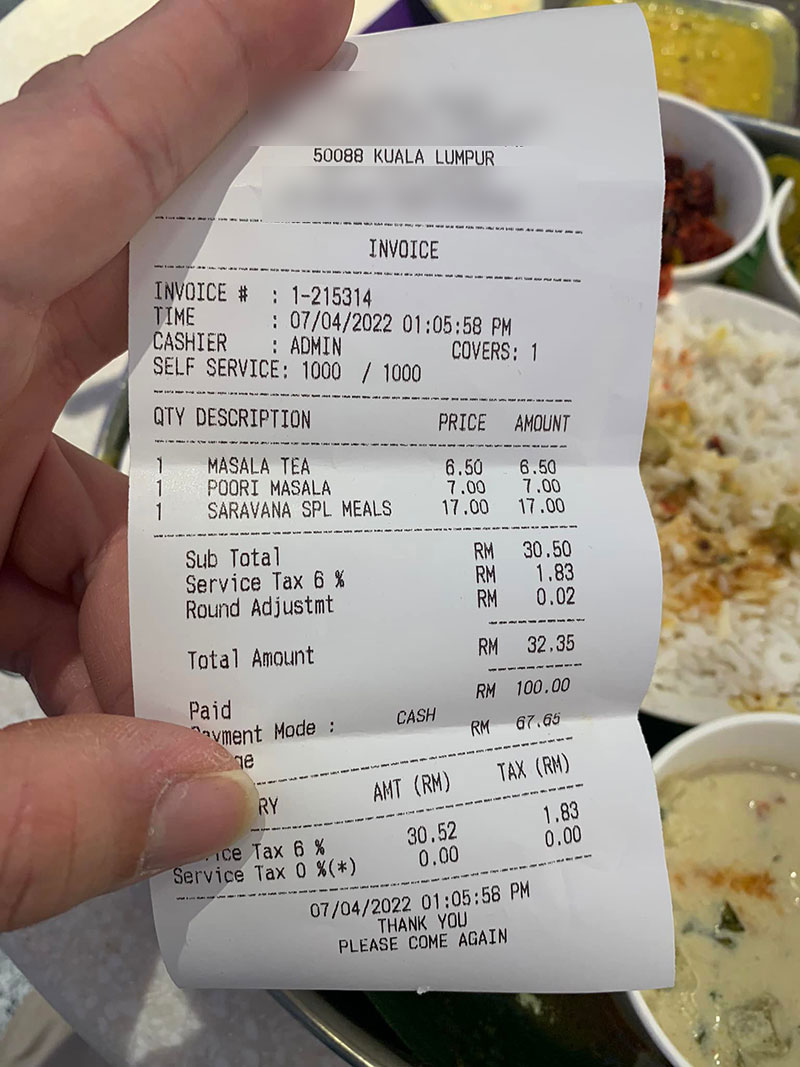 50088 KUALA LUMPUR
INVOICE
INVOICE # : 1-215314
TIME : 07/04/2022 01:05:58 PM
CASHIER : ADMIN COVERS: 1
SELF SERVICE: 1000 / 1000
QTY DESCRIPTION PRICE AMOUNT
1 MASALA TEA 6.50 6.50
1 POORI MASALA 7.00 7.00
1 SARAVANA SPL MEALS 17.00 17.00
Sub Total RM 30.50
Service Tax 6 % RM 1.83
Round Adjustmt RM 0.02
Total Amount RM 32.35
Paid RM 100.00
Payment Mode : CASH
RM 67.65
AMT (RM) TAX (RM)
Tax 6 % 30.52 1.83
Service Tax 0 %(*) 0.00 0.00
07/04/2022 01:05:58 PM
THANK YOU
PLEASE COME AGAIN